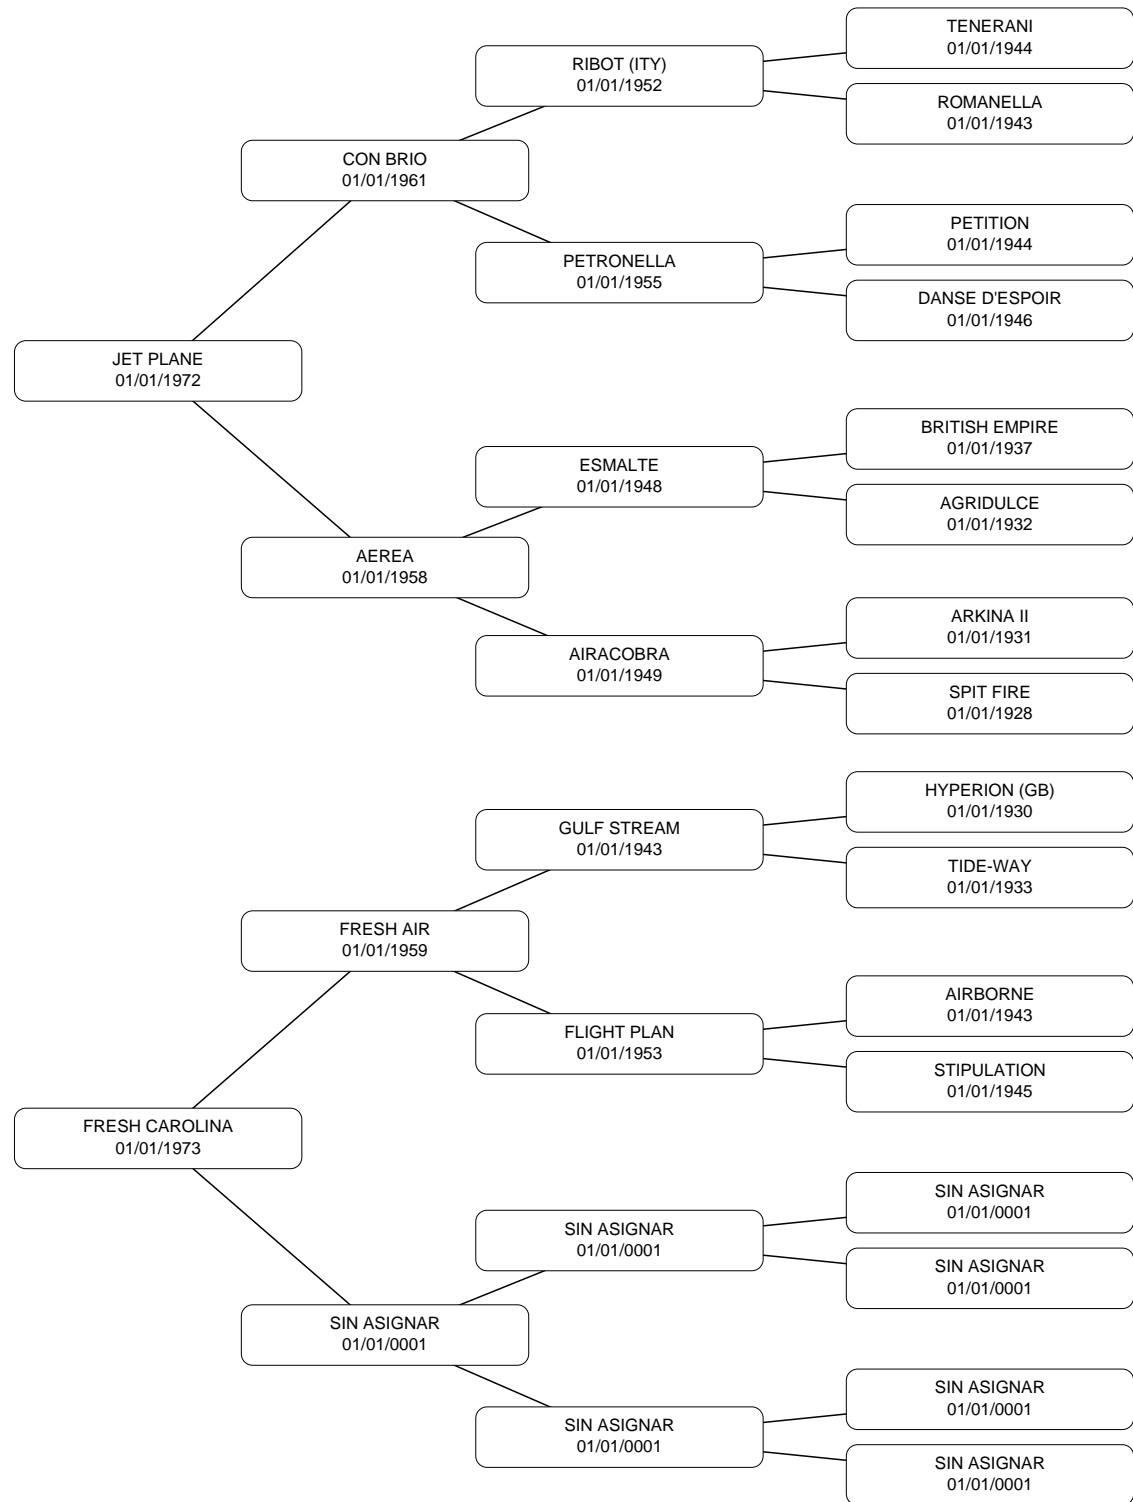 TENERANI
01/01/1944
RIBOT (ITY)
01/01/1952
ROMANELLA
01/01/1943
CON BRIO
01/01/1961
PETITION
01/01/1944
PETRONELLA
01/01/1955
DANSE D'ESPOIR
01/01/1946
JET PLANE
01/01/1972
BRITISH EMPIRE
01/01/1937
ESMALTE
01/01/1948
AGRIDULCE
01/01/1932
AEREA
01/01/1958
ARKINA II
01/01/1931
AIRACOBRA
01/01/1949
SPIT FIRE
01/01/1928
HYPERION (GB)
01/01/1930
GULF STREAM
01/01/1943
TIDE-WAY
01/01/1933
FRESH AIR
01/01/1959
AIRBORNE
01/01/1943
FLIGHT PLAN
01/01/1953
STIPULATION
01/01/1945
FRESH CAROLINA
01/01/1973
SIN ASIGNAR
01/01/0001
SIN ASIGNAR
01/01/0001
SIN ASIGNAR
01/01/0001
SIN ASIGNAR
01/01/0001
SIN ASIGNAR
01/01/0001
SIN ASIGNAR
01/01/0001
SIN ASIGNAR
01/01/0001